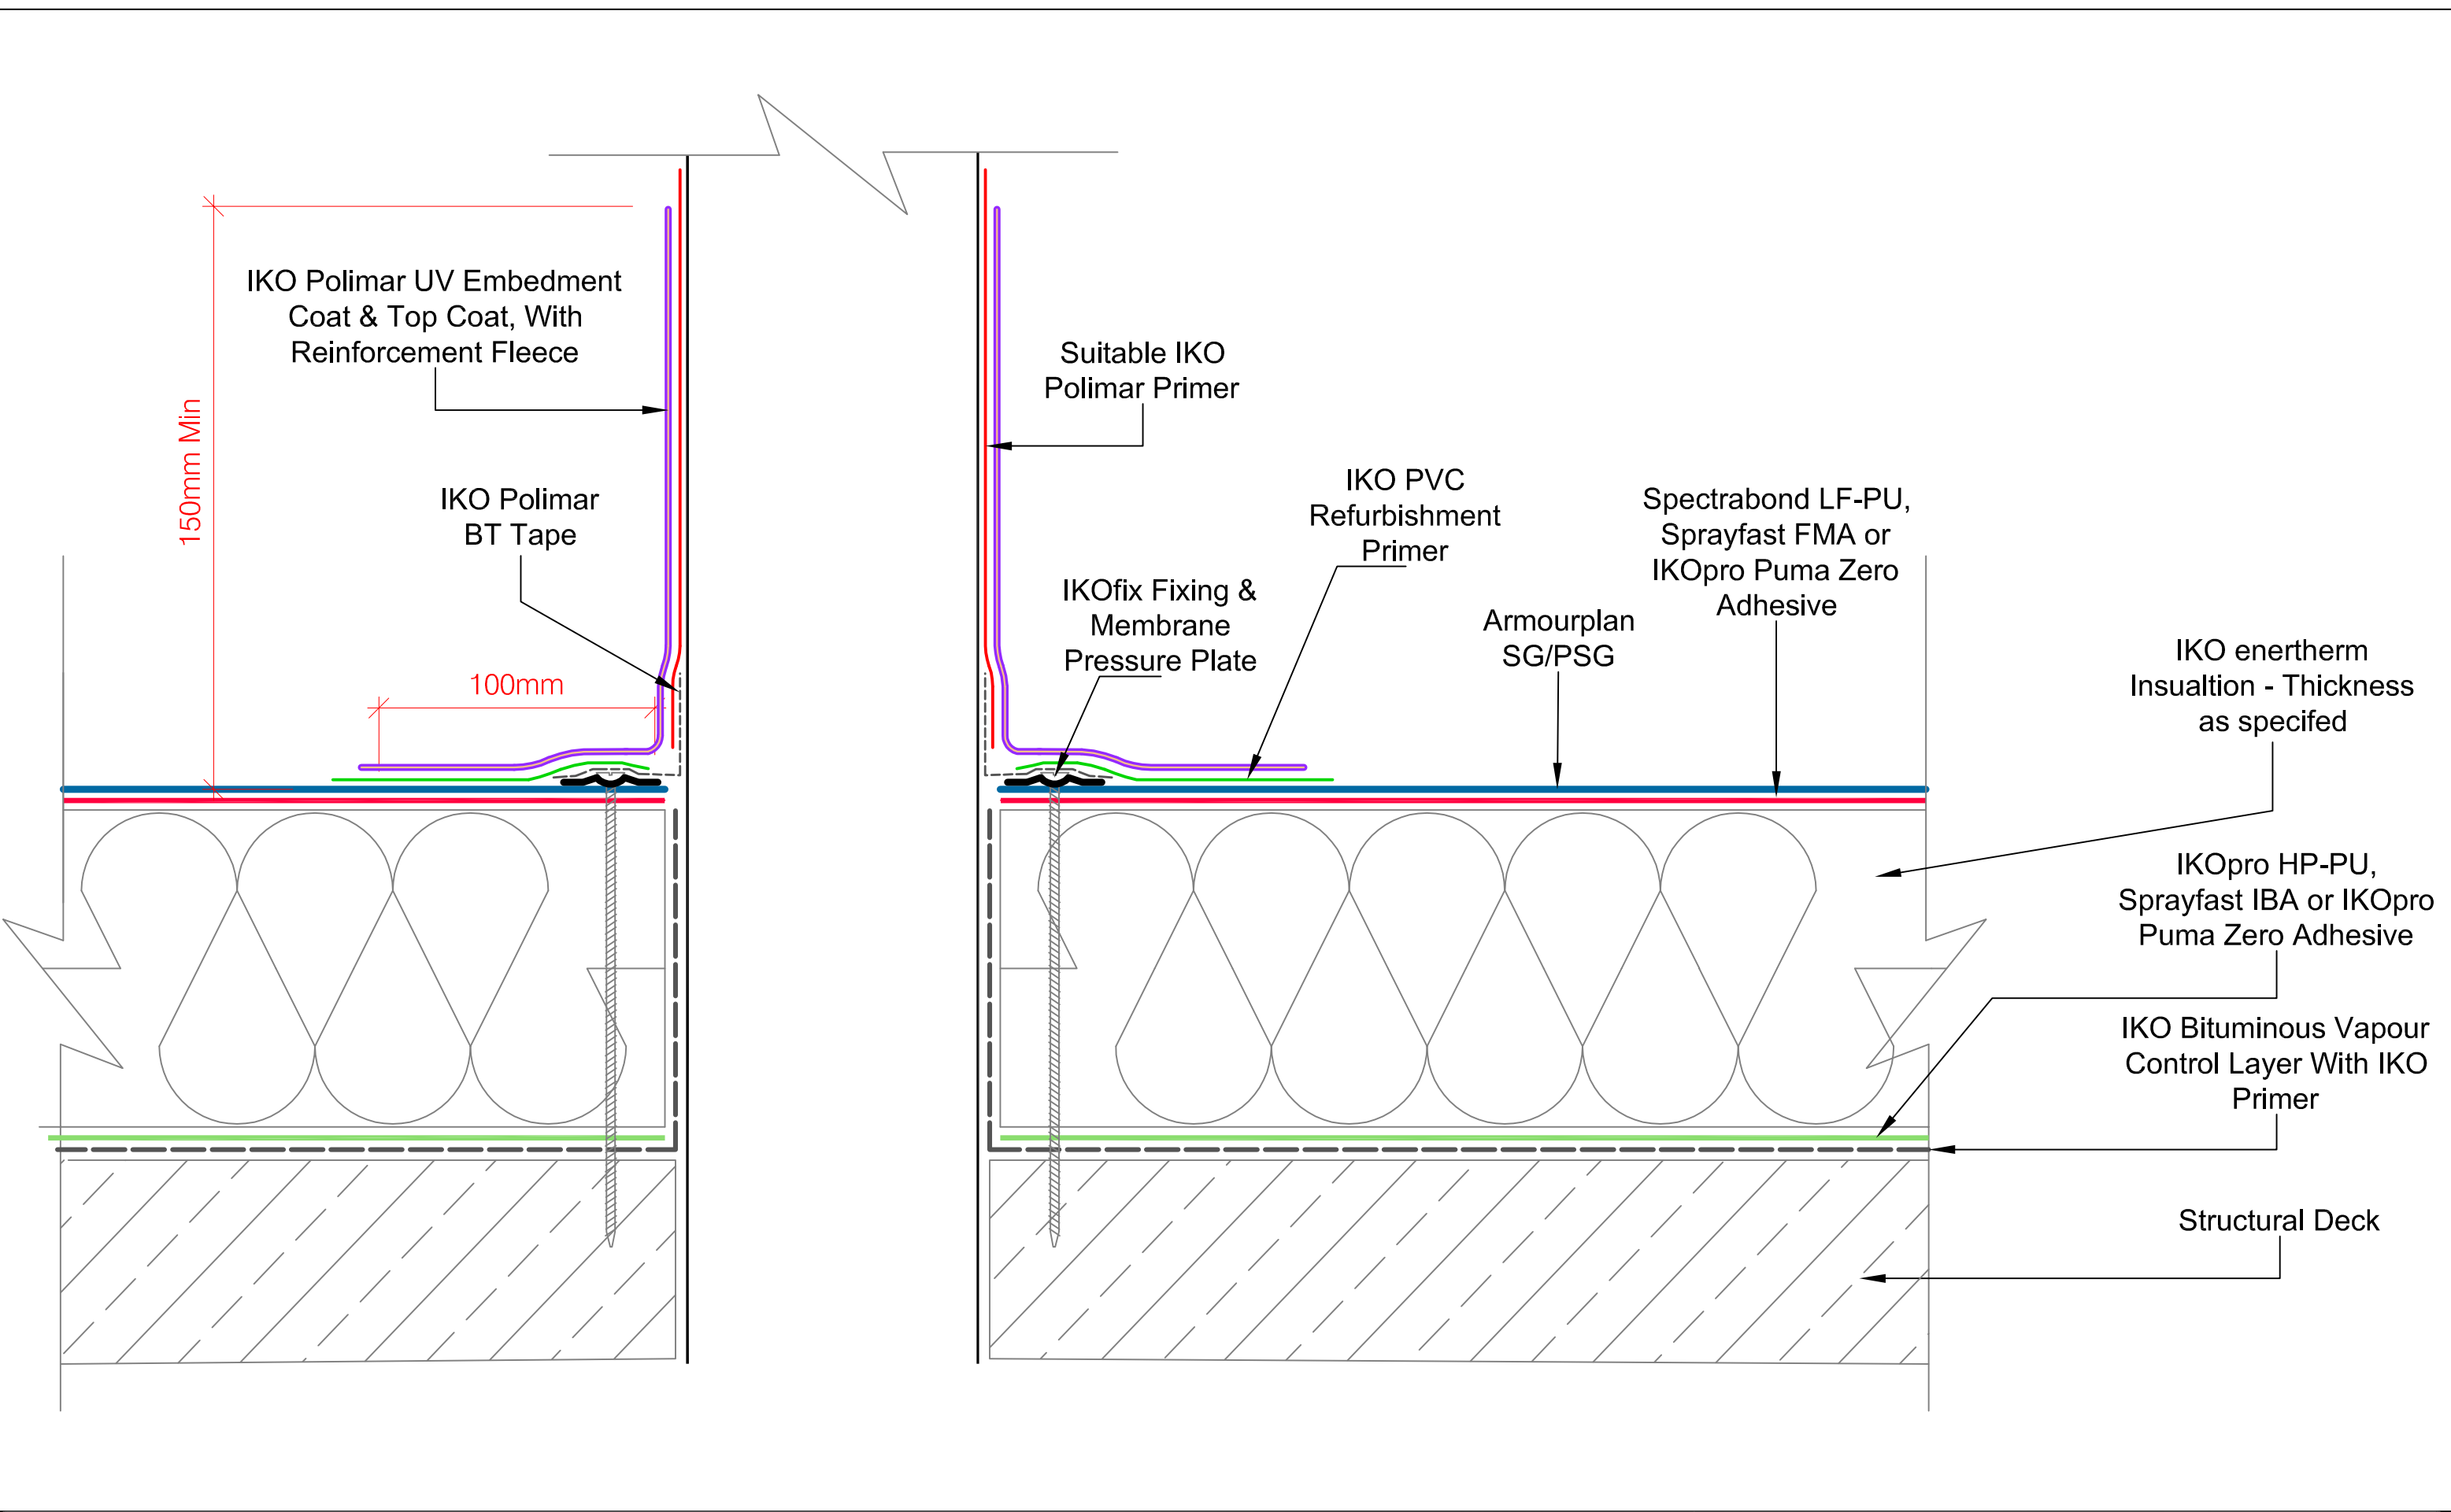 IKO Polimar UV Embedment
Coat & Top Coat, With
Reinforcement Fleece
150mm Min
IKO Polimar
BT Tape
100mm
Suitable IKO
Polimar Primer
IKOfix Fixing &
Membrane
Pressure Plate
IKO PVC
Refurbishment
Primer
Armourplan
SG/PSG
Spectrabond LF-PU,
Sprayfast FMA or
IKOpro Puma Zero
Adhesive
IKO enertherm
Insualtion - Thickness
as specifed
IKOpro HP-PU,
Sprayfast IBA or IKOpro
Puma Zero Adhesive
IKO Bituminous Vapour
Control Layer With IKO
Primer
Structural Deck